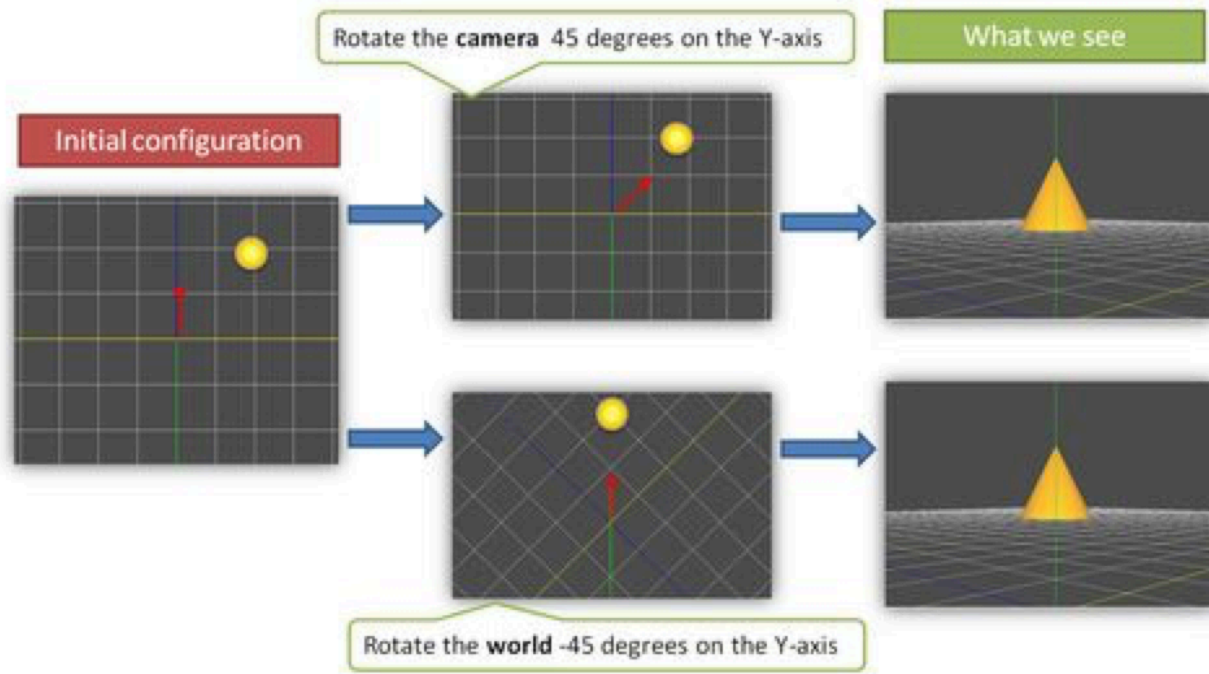 Rotate the camera 45 degrees on the Y-axis
What we see
Initial configuration
Rotate the world -45 degrees on the Y-axis